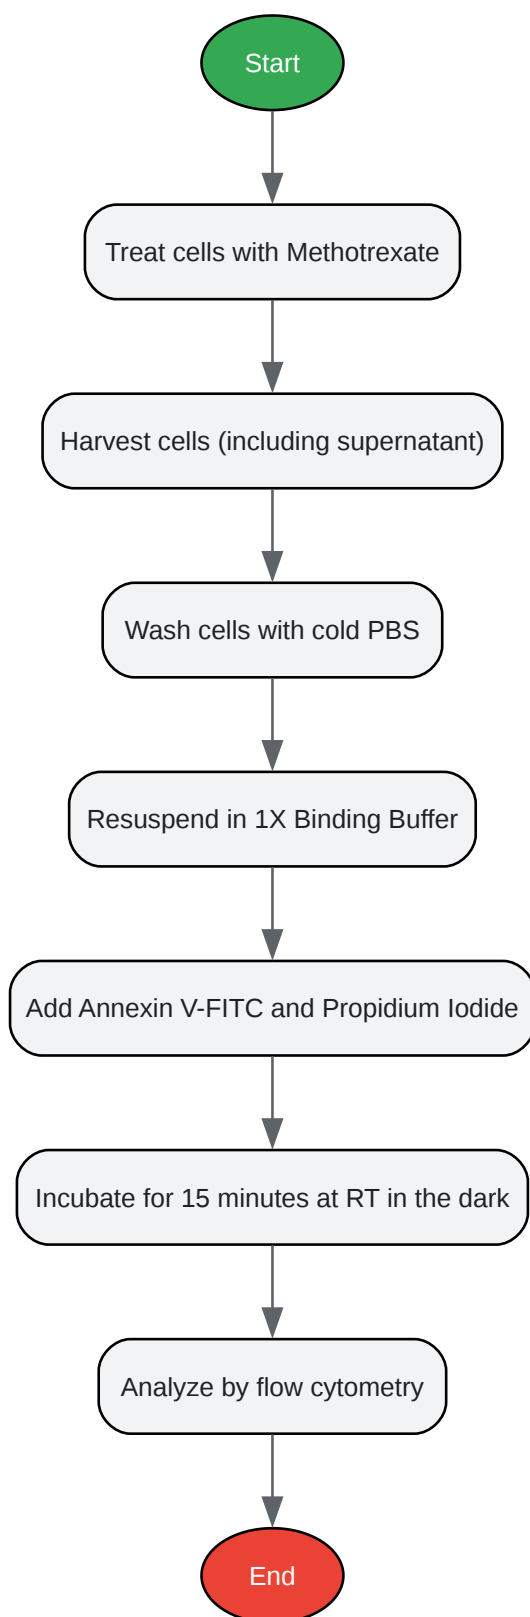 Start
Treat cells with Methotrexate
Harvest cells (including supernatant)
Wash cells with cold PBS
Resuspend in 1X Binding Buffer
Add Annexin V-FITC and Propidium Iodide
Incubate for 15 minutes at RT in the dark
Analyze by flow cytometry
End